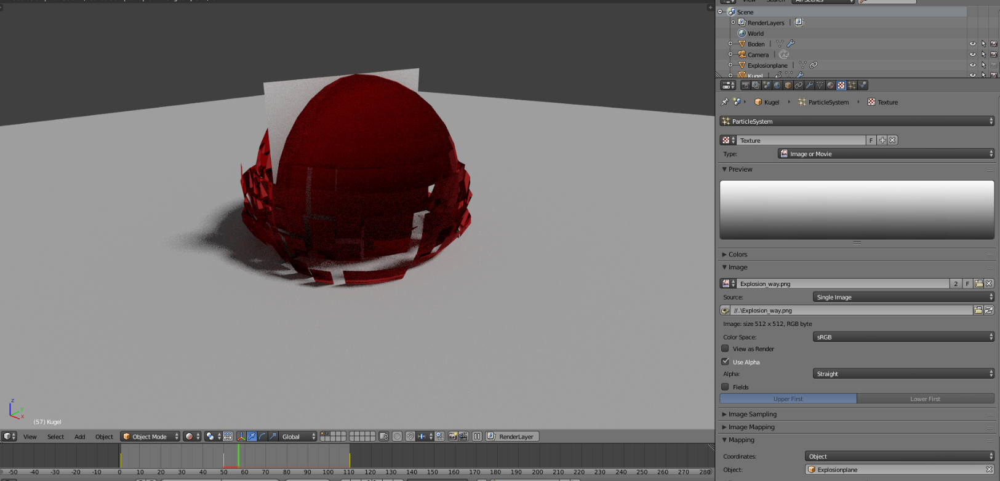 View Search All Scenes
Scene
RenderLayers
World
Boden
Camera
Explosionplane
Kugel
Kugel ParticleSystem Texture
ParticleSystem
Texture F
Type: Image or Movie
Preview
Colors
Image
Explosion_way.png 2 F
Source: Single Image
//..\Explosion_way.png
Image: size 512 x 512, RGB byte
Color Space: sRGB
View as Render
Use Alpha
Alpha: Straight
Fields
Upper First Lower First
Image Sampling
Image Mapping
Mapping
Coordinates: Object
Object: Explosionplane
z
y
x
(57) Kugel
View Select Add Object Object Mode Global RenderLayer
-50 -40 -30 -20 -10 0 10 20 30 40 50 60 70 80 90 100 110 120 130 140 150 160 170 180 190 200 210 220 230 240 250 260 270 280